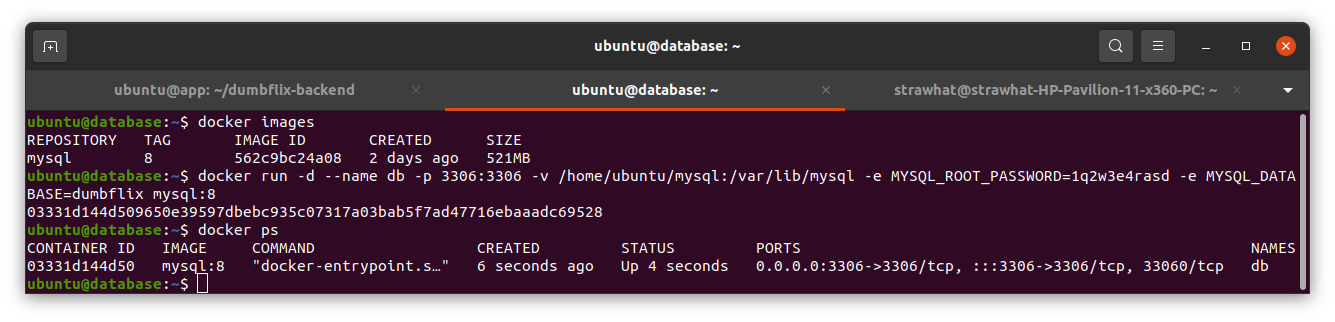 ubuntu@database: ~
ubuntu@app: ~/dumbflix-backend
ubuntu@database: ~
strawhat@strawhat-HP-Pavilion-11-x360-PC: ~
ubuntu@database:~$ docker images
REPOSITORY   TAG       IMAGE ID       CREATED      SIZE
mysql        8         562c9bc24a08   2 days ago   521MB
ubuntu@database:~$ docker run -d --name db -p 3306:3306 -v /home/ubuntu/mysql:/var/lib/mysql -e MYSQL_ROOT_PASSWORD=1q2w3e4rasd -e MYSQL_DATA
BASE=dumbflix mysql:8
03331d144d509650e39597dbebc935c07317a03bab5f7ad47716ebaaadc69528
ubuntu@database:~$ docker ps
CONTAINER ID   IMAGE     COMMAND                  CREATED         STATUS         PORTS                                                  NAMES
03331d144d50   mysql:8   "docker-entrypoint.s…"   6 seconds ago   Up 4 seconds   0.0.0.0:3306->3306/tcp, :::3306->3306/tcp, 33060/tcp   db
ubuntu@database:~$